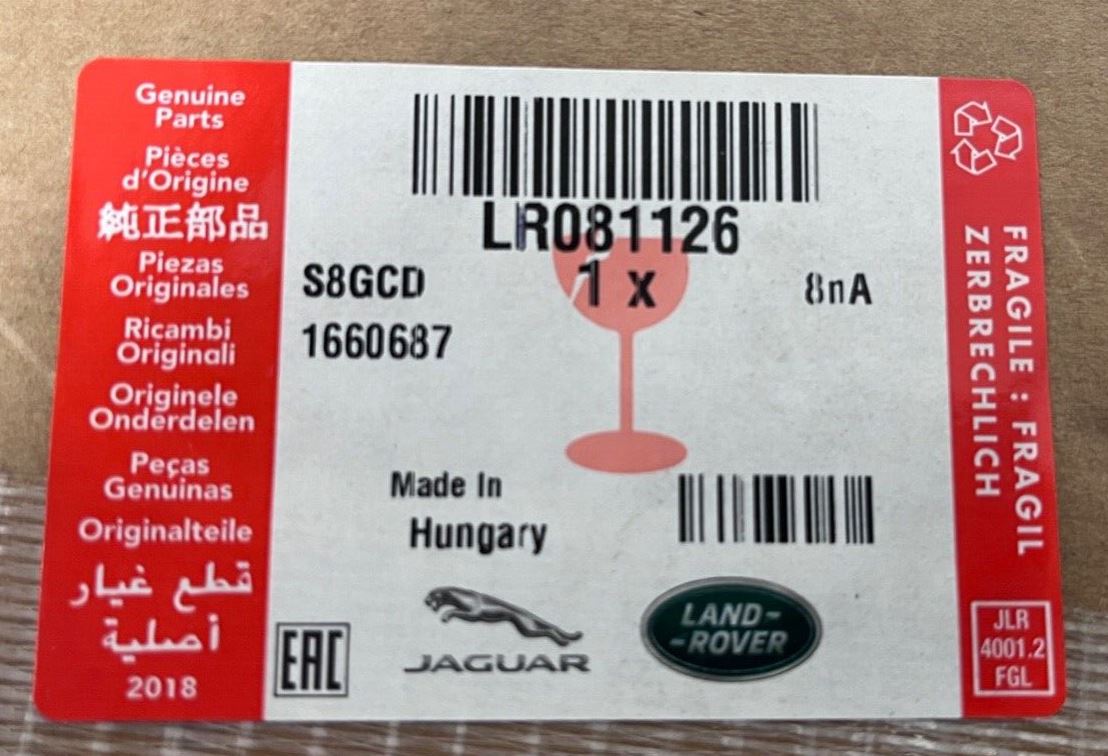 Genuine
Parts
Pièces
d'Origine
純正部品
Piezas
Originales
Ricambi
Originali
Originele
Onderdelen
Peças
Genuinas
Originalteile
قطع غيار
أصلية
2018
LR081126
S8GCD
1 x
8nA
1660687
Made In
Hungary
EAC
JAGUAR
LAND-
-ROVER
FRAGILE : FRAGIL
ZERBRECHLICH
JLR
4001.2
FGL